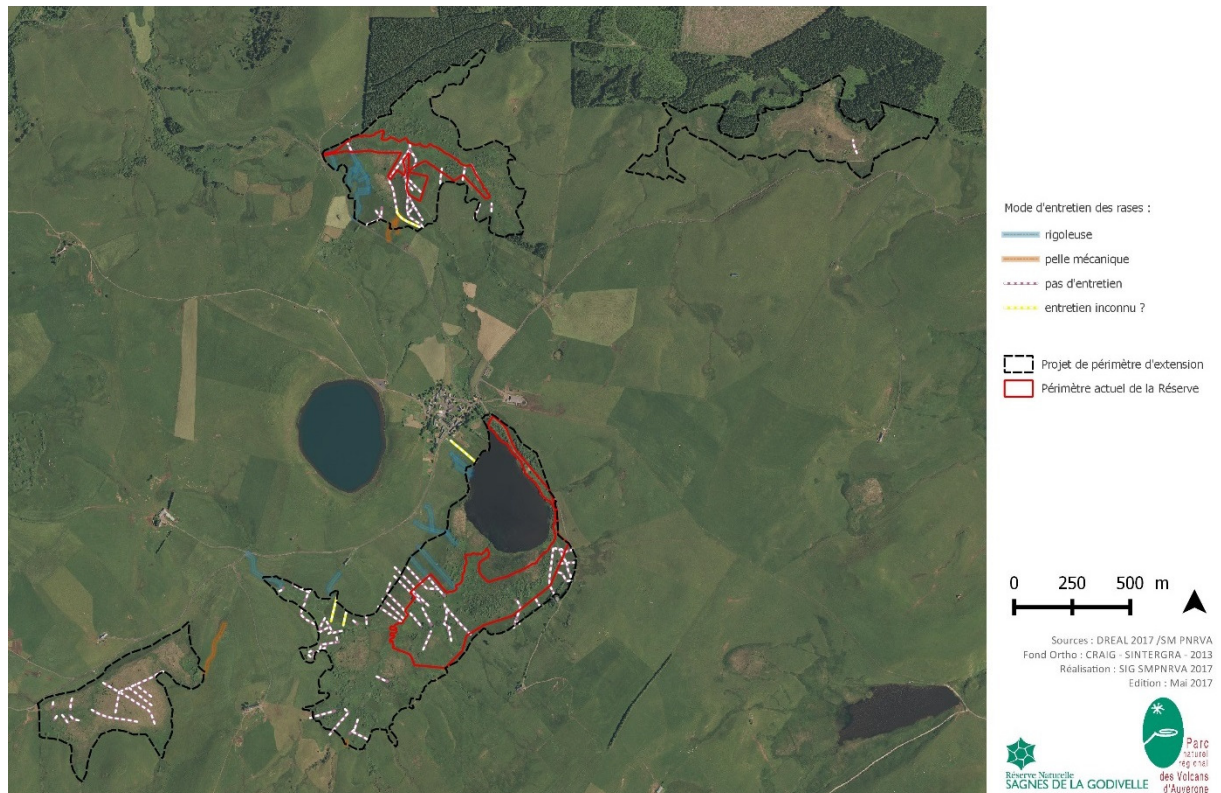 Mode d'entretien des rases :
rigoleuse
pelle mécanique
pas d'entretien
entretien inconnu ?
Projet de périmètre d'extension
Périmètre actuel de la Réserve
0 250 500 m
Sources : DREAL 2017 /SM PNRVA
Fond Ortho : CRAIG - SINTERGRA - 2013
Réalisation : SIG SMPNRVA 2017
Edition : Mai 2017
Parc
naturel
régional
des Volcans
d'Auvergne
Réserve Naturelle
SAGNES DE LA GODIVELLE